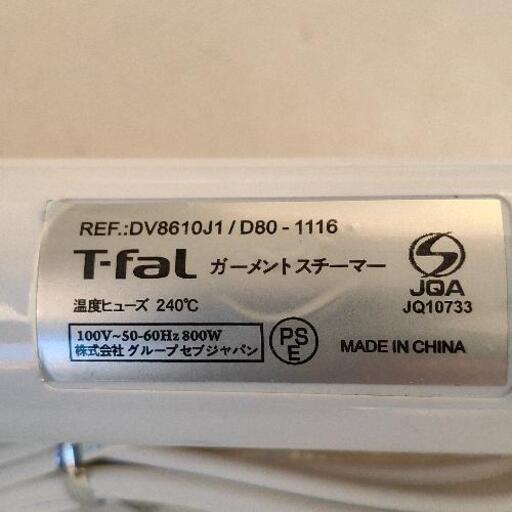 REF.:DV8610J1 / D80 - 1116
T-faL ガーメントスチーマー
JQA
JQ10733
温度ヒューズ 240℃
100V~50-60Hz 800W
株式会社 グループセブジャパン
PS
E
MADE IN CHINA